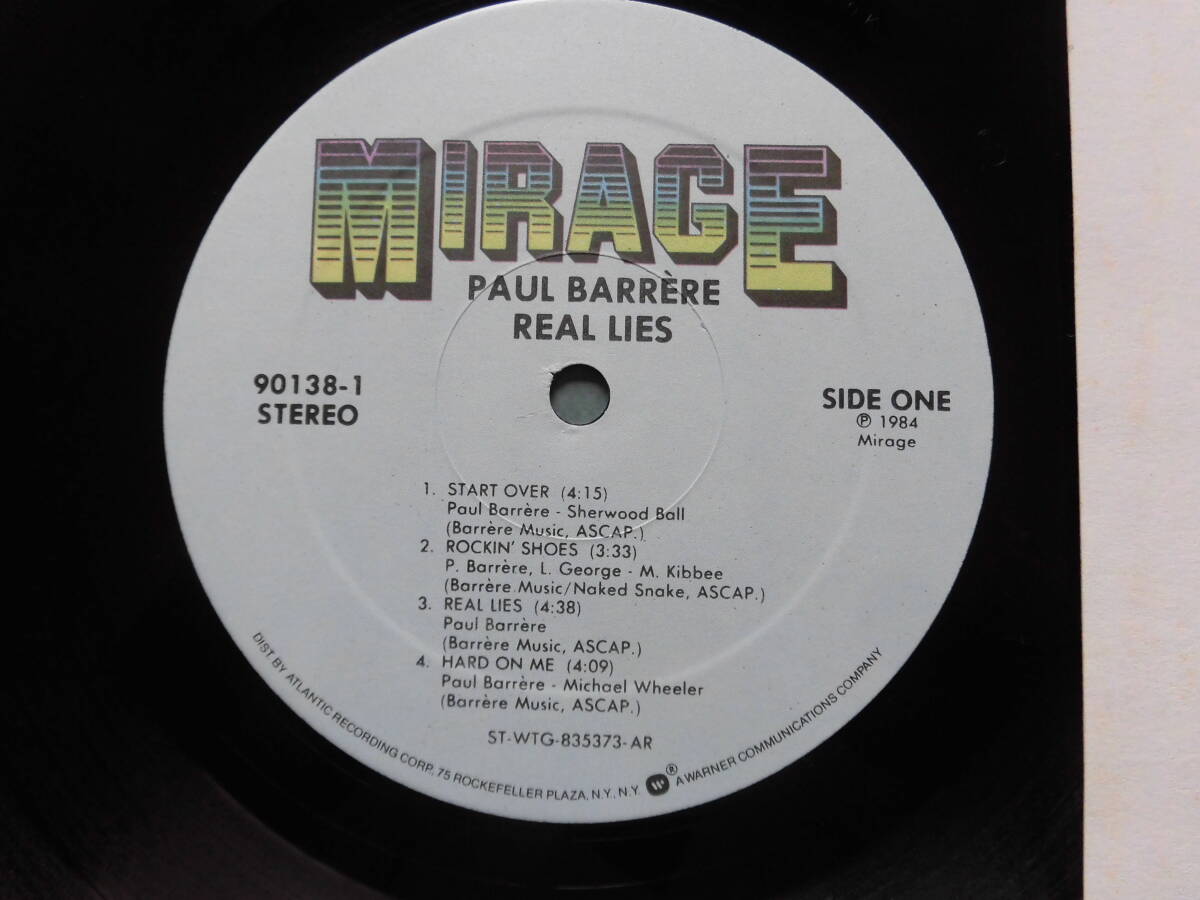 MIRAGE
PAUL BARRÈRE
REAL LIES
90138-1
STEREO
SIDE ONE
℗ 1984
Mirage
1. START OVER (4:15)
Paul Barrère - Sherwood Ball
(Barrère Music, ASCAP.)
2. ROCKIN' SHOES (3:33)
P. Barrère, L. George - M. Kibbee
(Barrère Music/Naked Snake, ASCAP.)
3. REAL LIES (4:38)
Paul Barrère
(Barrère Music, ASCAP.)
4. HARD ON ME (4:09)
Paul Barrère - Michael Wheeler
(Barrère Music, ASCAP.)
ST-WTG-835373-AR
DIST BY ATLANTIC RECORDING CORP., 75 ROCKEFELLER PLAZA, N.Y., N.Y. ® A WARNER COMMUNICATIONS COMPANY